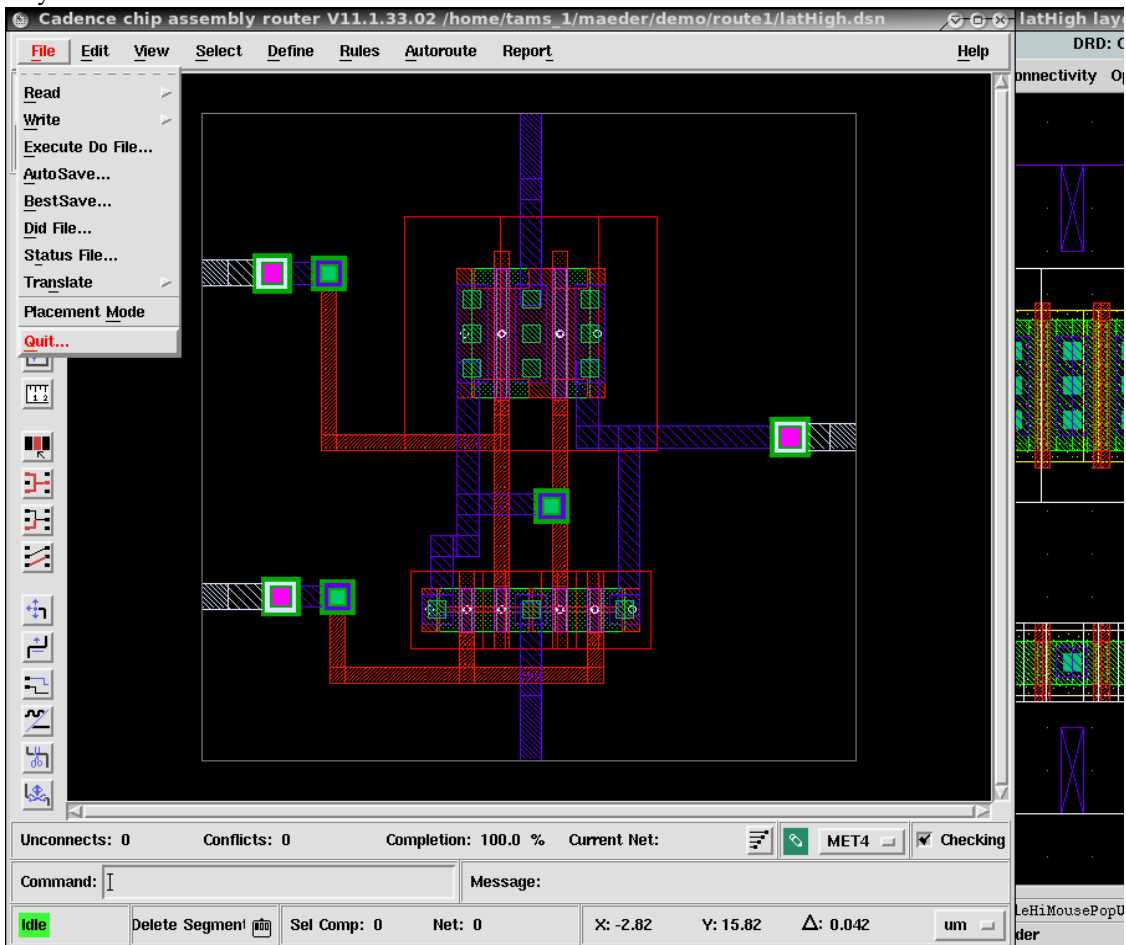 Cadence chip assembly router V11.1.33.02 /home/tams_1/maeder/demo/route1/latHigh.dsn
latHigh lay
DRD: 
File Edit View Select Define Rules Autoroute Report Help
onnectivity
Read
Write
Execute Do File...
AutoSave...
BestSave...
Did File...
Status File...
Translate
Placement Mode
Quit...
1 2
Unconnects: 0 Conflicts: 0 Completion: 100.0 % Current Net: MET4 Checking
Command: Message:
Idle Delete Segment Sel Comp: 0 Net: 0 X: -2.82 Y: 15.82 Δ: 0.042 um
LeHiMousePopU
der